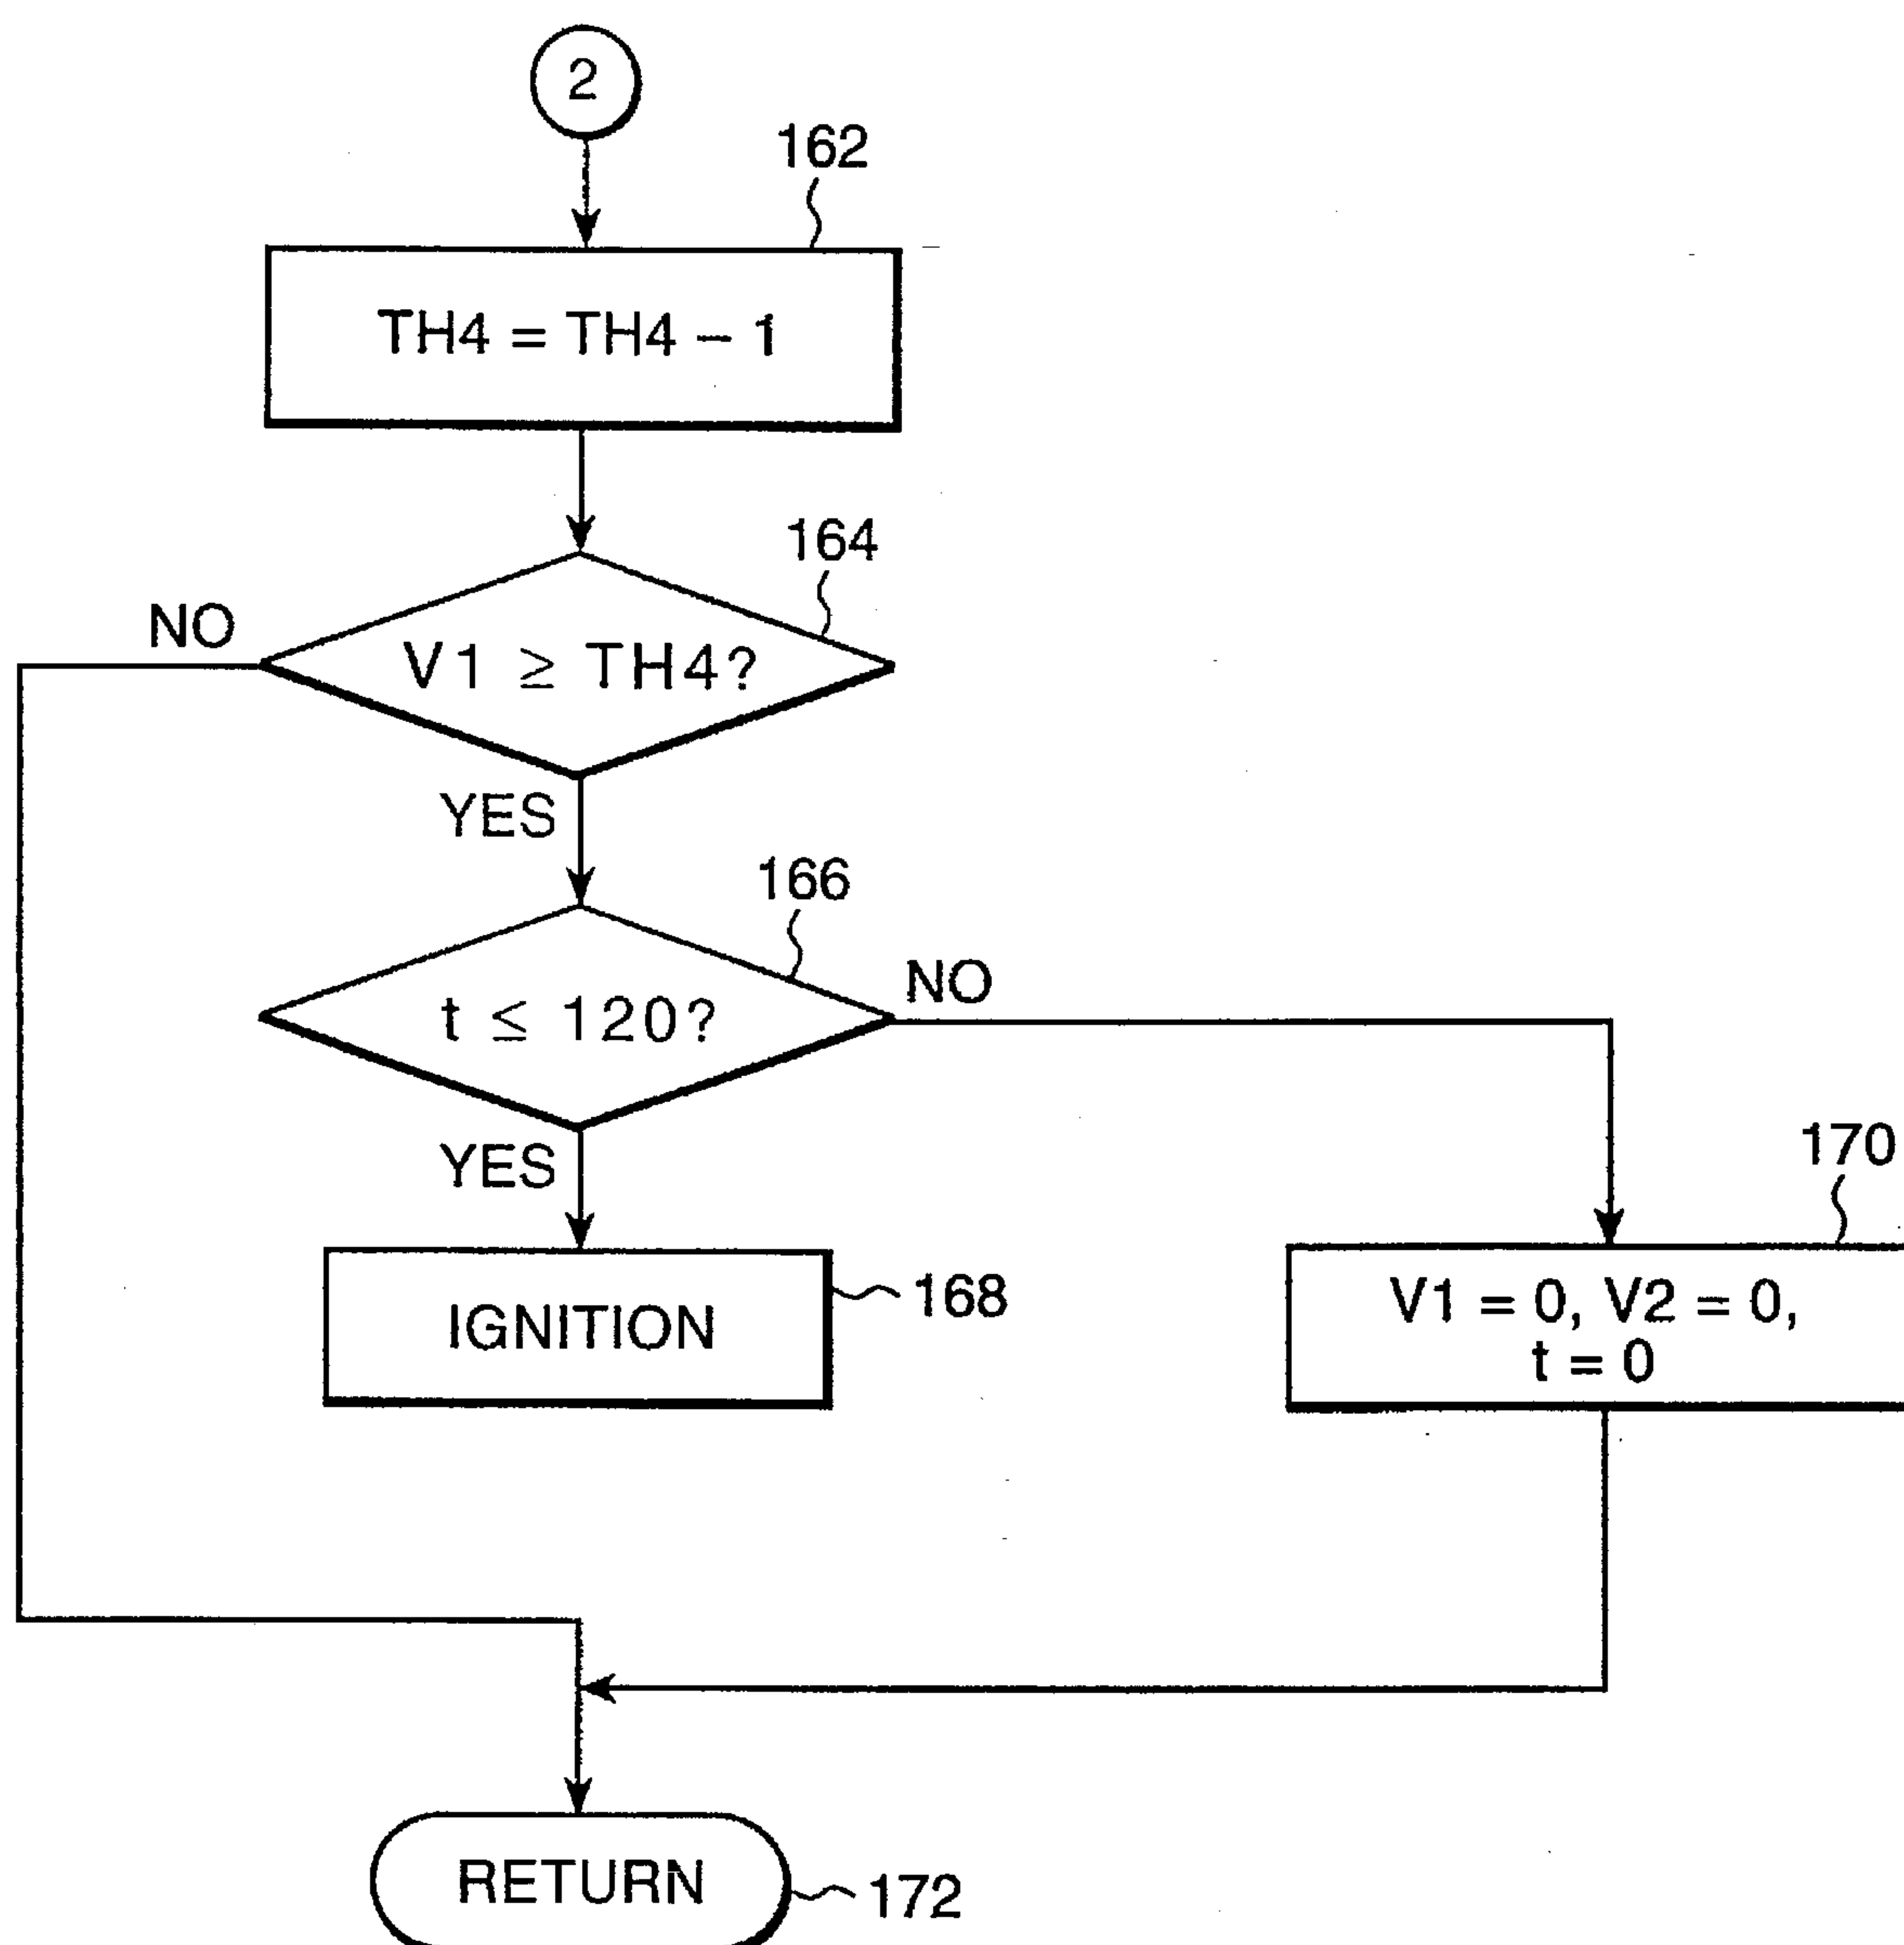 2
162
TH4 = TH4 – 1
164
NO
V1 ≥ TH4?
YES
166
NO
t ≤ 120?
YES
170
168
IGNITION
V1 = 0, V2 = 0,
t = 0
RETURN
172